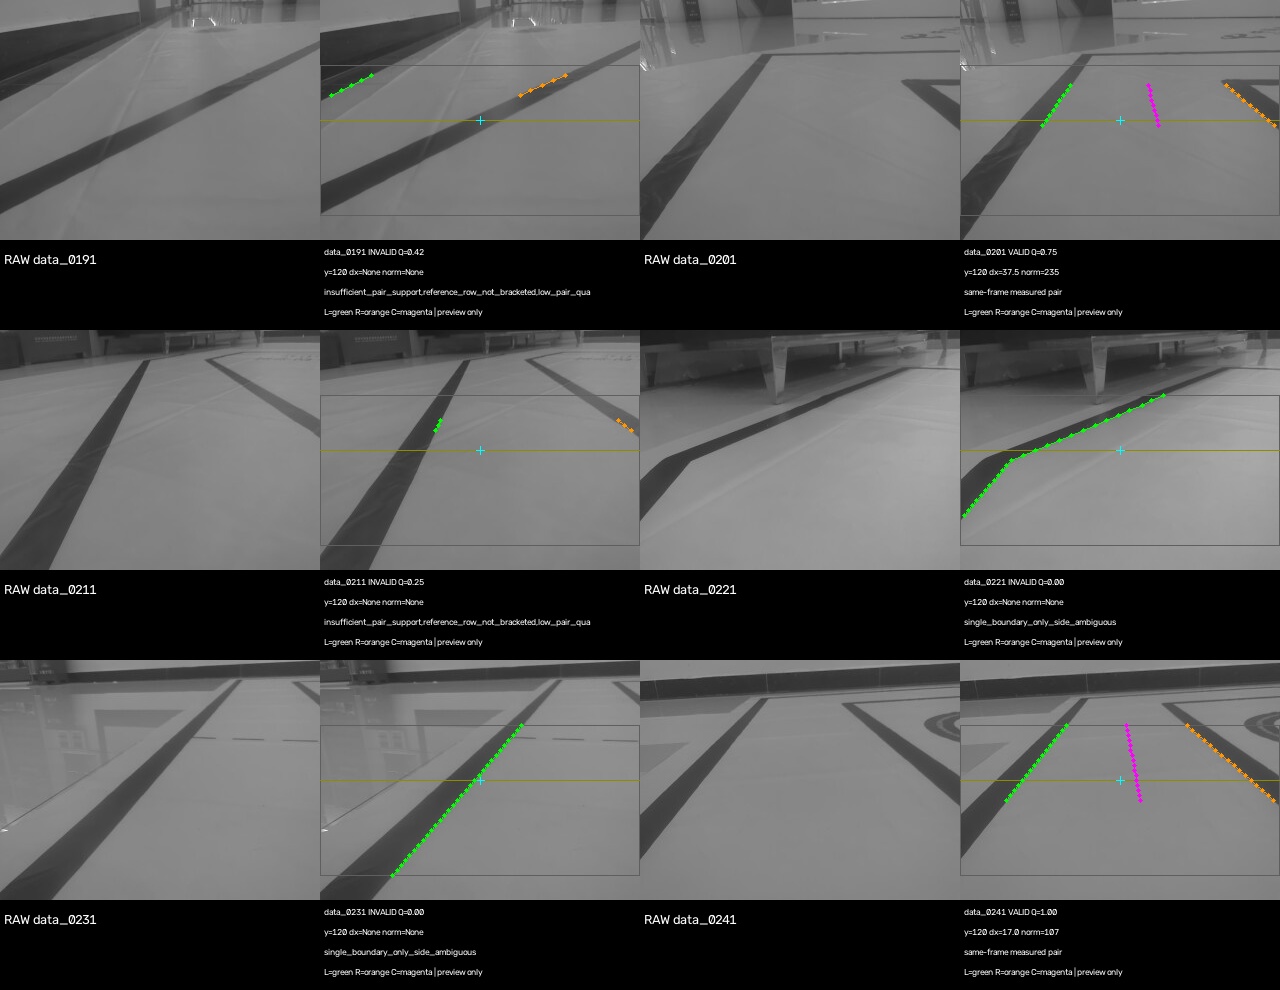 RAW data_0191
data_0191 INVALID Q=0.42
y=120 dx=None norm=None
insufficient_pair_support,reference_row_not_bracketed,low_pair_qua
L=green R=orange C=magenta | preview only
RAW data_0201
data_0201 VALID Q=0.75
y=120 dx=37.5 norm=235
same-frame measured pair
L=green R=orange C=magenta | preview only
RAW data_0211
data_0211 INVALID Q=0.25
y=120 dx=None norm=None
insufficient_pair_support,reference_row_not_bracketed,low_pair_qua
L=green R=orange C=magenta | preview only
RAW data_0221
data_0221 INVALID Q=0.00
y=120 dx=None norm=None
single_boundary_only_side_ambiguous
L=green R=orange C=magenta | preview only
RAW data_0231
data_0231 INVALID Q=0.00
y=120 dx=None norm=None
single_boundary_only_side_ambiguous
L=green R=orange C=magenta | preview only
RAW data_0241
data_0241 VALID Q=1.00
y=120 dx=17.0 norm=107
same-frame measured pair
L=green R=orange C=magenta | preview only